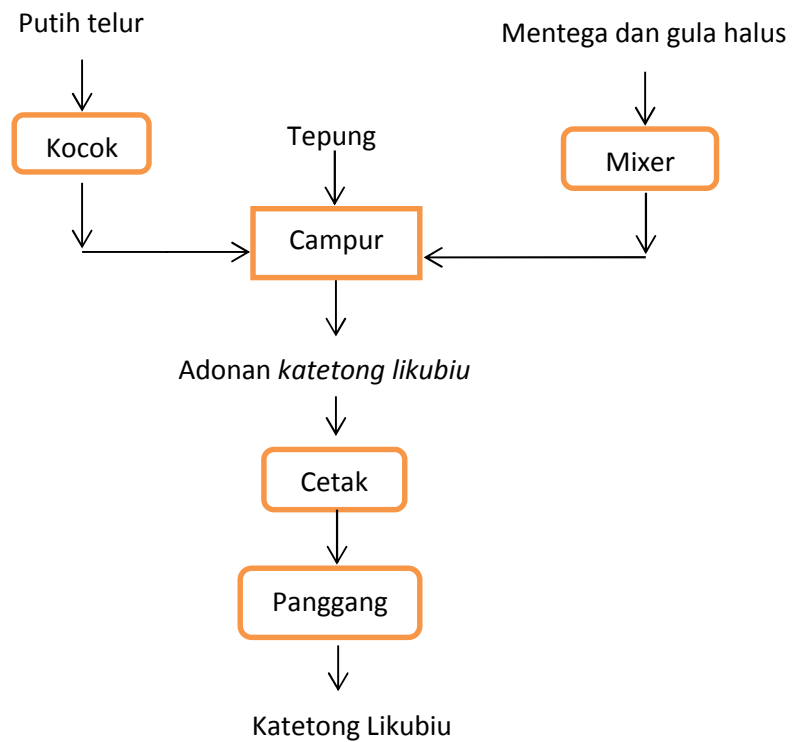 Putih telur
Mentega dan gula halus
Kocok
Tepung
Mixer
Campur
Adonan katetong likubiu
Cetak
Panggang
Katetong Likubiu